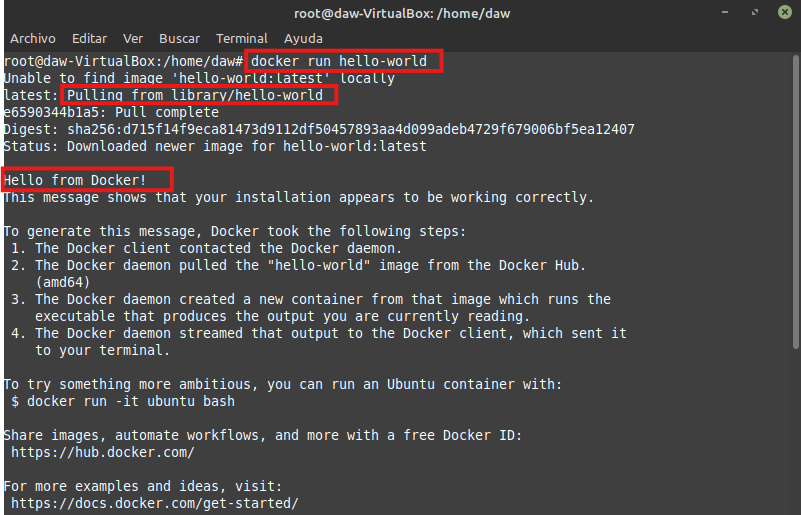 root@daw-VirtualBox: /home/daw
Archivo Editar Ver Buscar Terminal Ayuda
root@daw-VirtualBox:/home/daw# docker run hello-world
Unable to find image 'hello-world:latest' locally
latest: Pulling from library/hello-world
e6590344b1a5: Pull complete
Digest: sha256:d715f14f9eca81473d9112df50457893aa4d099adeb4729f679006bf5ea12407
Status: Downloaded newer image for hello-world:latest
Hello from Docker!
This message shows that your installation appears to be working correctly.
To generate this message, Docker took the following steps:
1. The Docker client contacted the Docker daemon.
2. The Docker daemon pulled the "hello-world" image from the Docker Hub.
(amd64)
3. The Docker daemon created a new container from that image which runs the
executable that produces the output you are currently reading.
4. The Docker daemon streamed that output to the Docker client, which sent it
to your terminal.
To try something more ambitious, you can run an Ubuntu container with:
$ docker run -it ubuntu bash
Share images, automate workflows, and more with a free Docker ID:
https://hub.docker.com/
For more examples and ideas, visit:
https://docs.docker.com/get-started/